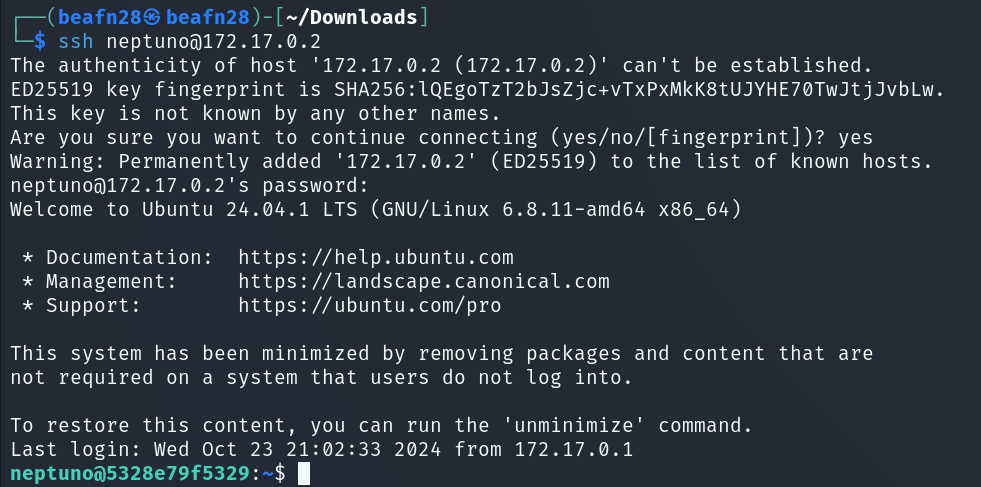 ┌──(beafn28㉿beafn28)-[~/Downloads]
└─$ ssh neptuno@172.17.0.2
The authenticity of host '172.17.0.2 (172.17.0.2)' can't be established.
ED25519 key fingerprint is SHA256:lQEgoTzT2bJsZjc+vTxPxMkK8tUJYHE70TwJtjJvbLw.
This key is not known by any other names.
Are you sure you want to continue connecting (yes/no/[fingerprint])? yes
Warning: Permanently added '172.17.0.2' (ED25519) to the list of known hosts.
neptuno@172.17.0.2's password:
Welcome to Ubuntu 24.04.1 LTS (GNU/Linux 6.8.11-amd64 x86_64)
* Documentation:  https://help.ubuntu.com
* Management:     https://landscape.canonical.com
* Support:        https://ubuntu.com/pro
This system has been minimized by removing packages and content that are
not required on a system that users do not log into.
To restore this content, you can run the 'unminimize' command.
Last login: Wed Oct 23 21:02:33 2024 from 172.17.0.1
neptuno@5328e79f5329:~$